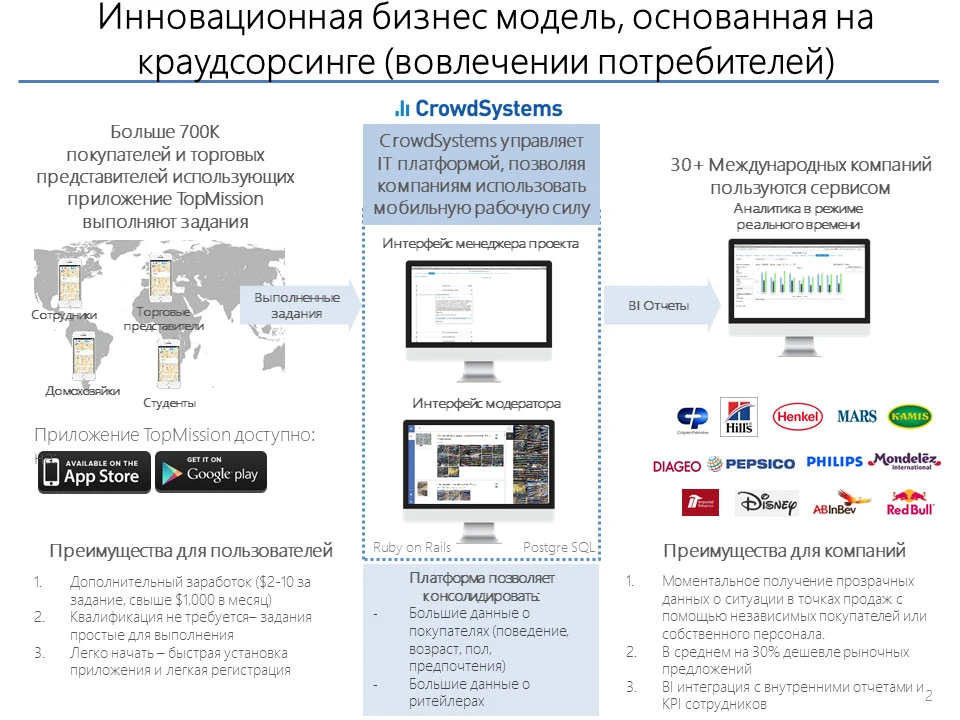 Инновационная бизнес модель, основанная на
краудсорсинге (вовлечении потребителей)
Больше 700К
покупателей и торговых
представителей использующих
приложение TopMission
выполняют задания
Сотрудники
Торговые
представители
Домохозяйки
Студенты
Выполненные
задания
Приложение TopMission доступно:
AVAILABLE ON THE
App Store
GET IT ON
Google play
Преимущества для пользователей
1. Дополнительный заработок ($2-10 за
задание, свыше $1,000 в месяц)
2. Квалификация не требуется– задания
простые для выполнения
3. Легко начать – быстрая установка
приложения и легкая регистрация
CrowdSystems
CrowdSystems управляет
IT платформой, позволяя
компаниям использовать
мобильную рабочую силу
Интерфейс менеджера проекта
Интерфейс модератора
Ruby on Rails
Postgre SQL
Платформа позволяет
консолидировать:
- Большие данные о
покупателях (поведение,
возраст, пол,
предпочтения)
- Большие данные о
ритейлерах
BI Отчеты
30+ Международных компаний
пользуются сервисом
Аналитика в режиме
реального времени
CP
Colgate-Palmolive
Hill's
Henkel
MARS
KAMIS
DIAGEO
PEPSICO
PHILIPS
Mondelēz
International
Imperial
Tobacco
Disney
ABInBev
Red Bull
Преимущества для компаний
1. Моментальное получение прозрачных
данных о ситуации в точках продаж с
помощью независимых покупателей или
собственного персонала.
2. В среднем на 30% дешевле рыночных
предложений
3. BI интеграция с внутренними отчетами и
KPI сотрудников
2